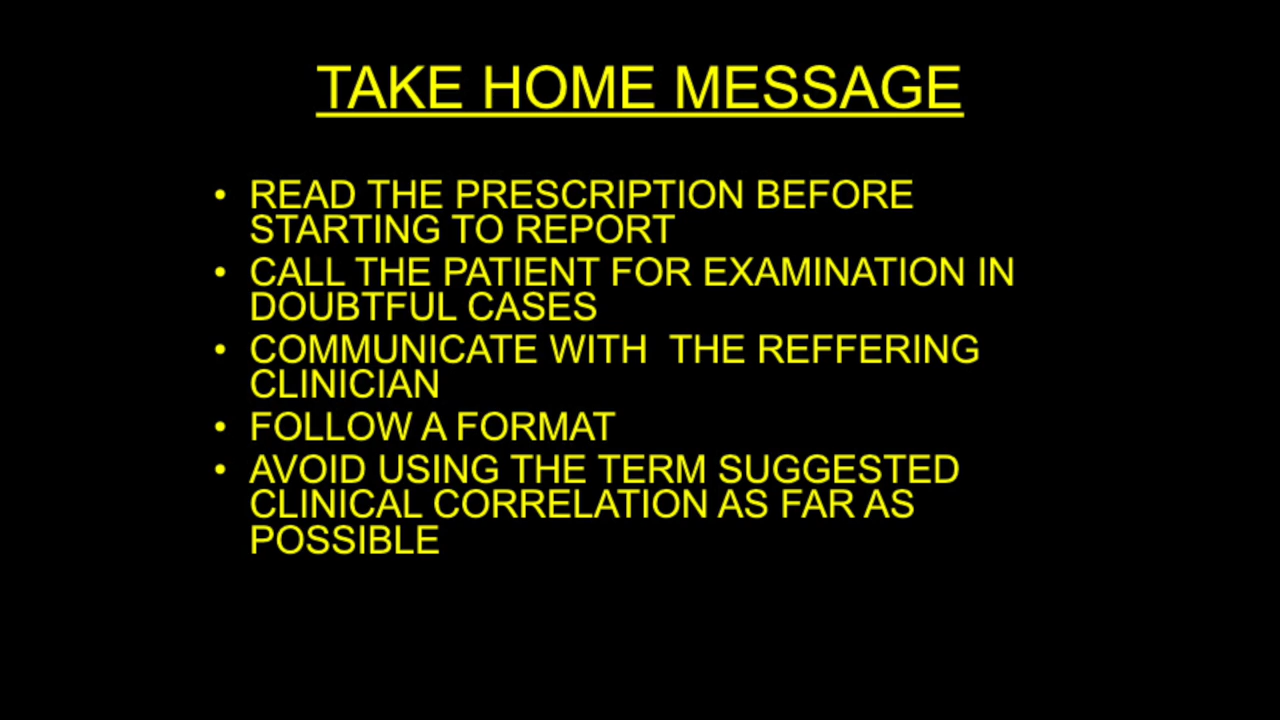 TAKE HOME MESSAGE
• READ THE PRESCRIPTION BEFORE
STARTING TO REPORT
• CALL THE PATIENT FOR EXAMINATION IN
DOUBTFUL CASES
• COMMUNICATE WITH  THE REFFERING
CLINICIAN
• FOLLOW A FORMAT
• AVOID USING THE TERM SUGGESTED
CLINICAL CORRELATION AS FAR AS
POSSIBLE